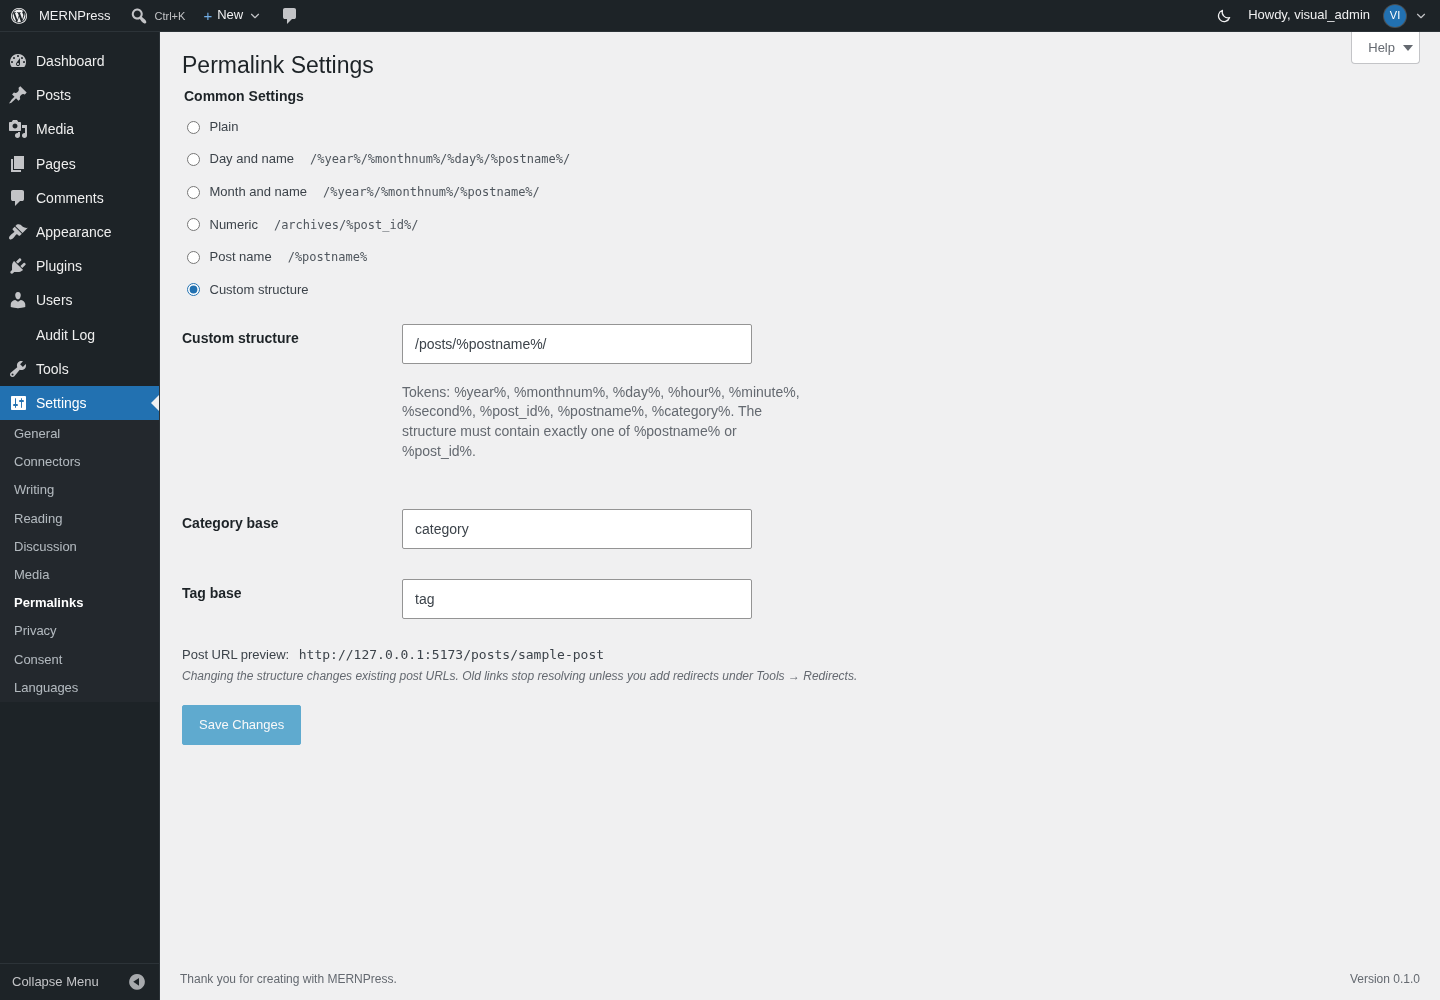 MERNPress Ctrl+K + New Howdy, visual_admin VI
Help
Dashboard
Posts
Media
Pages
Comments
Appearance
Plugins
Users
Audit Log
Tools
Settings
General
Connectors
Writing
Reading
Discussion
Media
Permalinks
Privacy
Consent
Languages
Collapse Menu
Permalink Settings
Common Settings
Plain
Day and name /%year%/%monthnum%/%day%/%postname%/
Month and name /%year%/%monthnum%/%postname%/
Numeric /archives/%post_id%/
Post name /%postname%
Custom structure
Custom structure /posts/%postname%/
Tokens: %year%, %monthnum%, %day%, %hour%, %minute%,
%second%, %post_id%, %postname%, %category%. The
structure must contain exactly one of %postname% or
%post_id%.
Category base category
Tag base tag
Post URL preview: http://127.0.0.1:5173/posts/sample-post
Changing the structure changes existing post URLs. Old links stop resolving unless you add redirects under Tools → Redirects.
Save Changes
Thank you for creating with MERNPress. Version 0.1.0